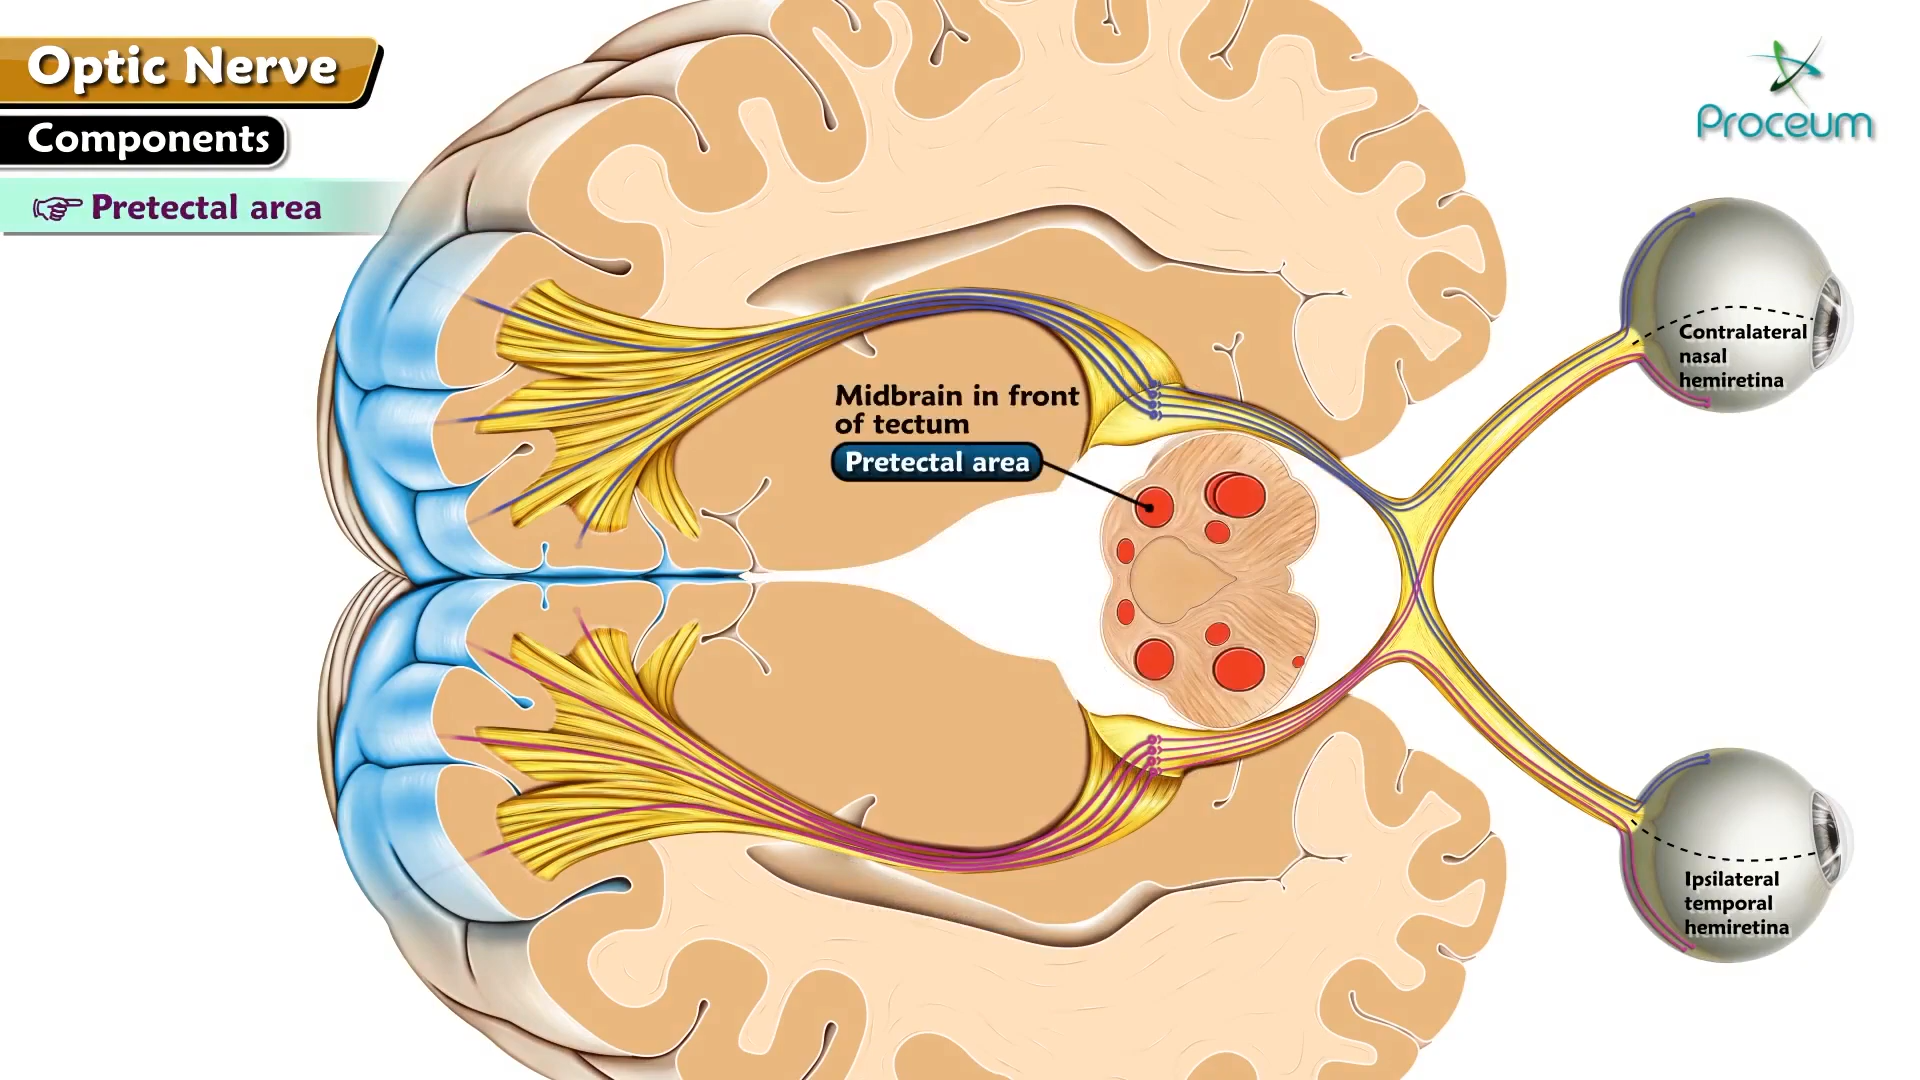 Optic Nerve
Components
Pretectal area
Proceum
Midbrain in front
of tectum
Pretectal area
Contralateral
nasal
hemiretina
Ipsilateral
temporal
hemiretina